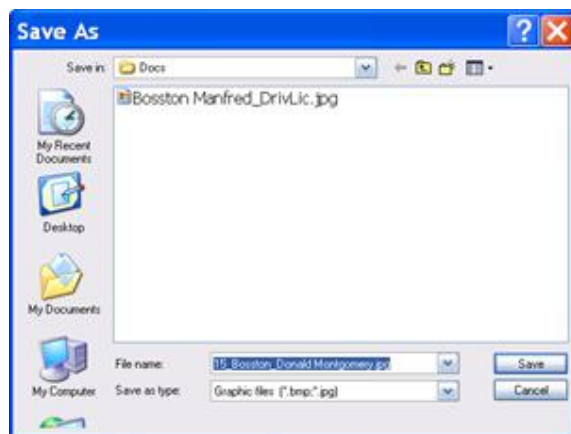 Save As
Save in:
Docs
Bosston Manfred_DrivLic.jpg
My Recent
Documents
Desktop
My Documents
My Computer
File name:
15_Bosston_Donald Montgomery.jpg
Save
Save as type:
Graphic files (*.bmp;*.jpg)
Cancel